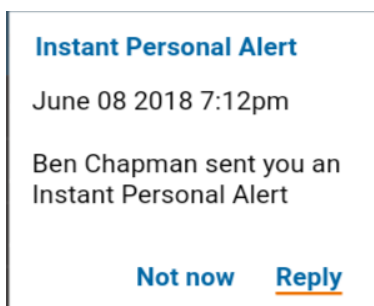 Instant Personal Alert
June 08 2018 7:12pm
Ben Chapman sent you an
Instant Personal Alert
Not now Reply